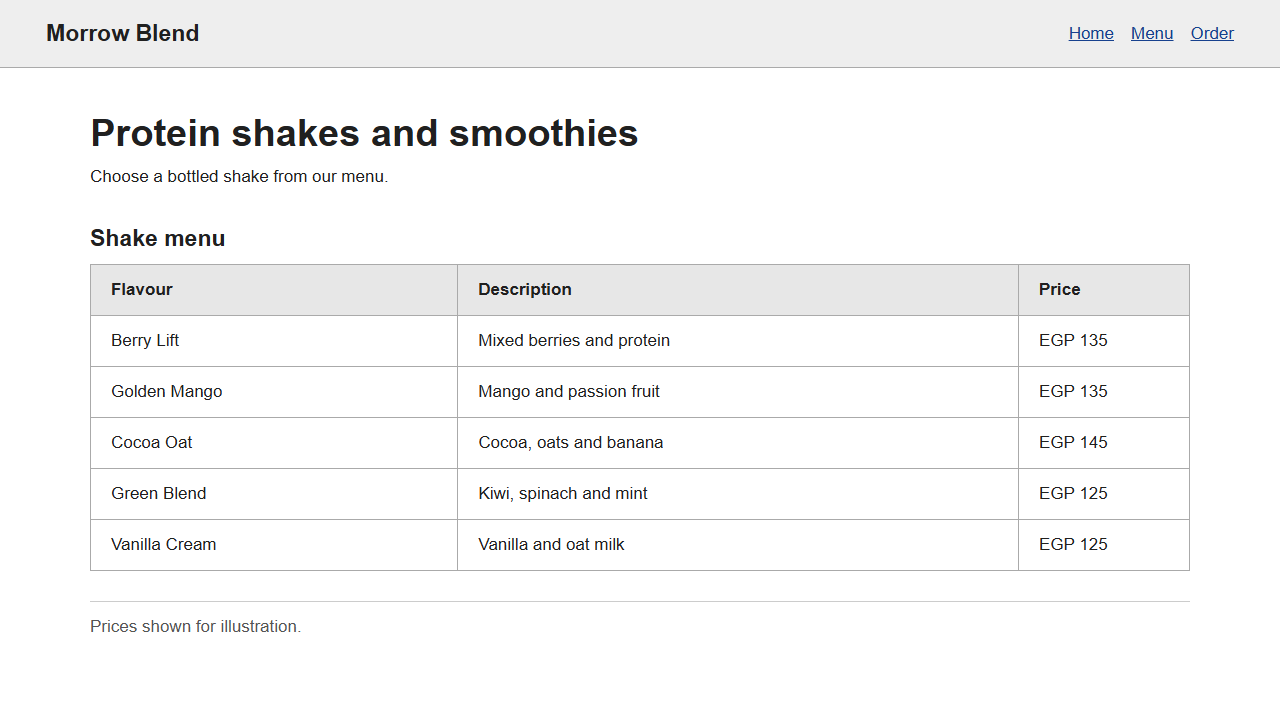 Morrow Blend
Home Menu Order
Protein shakes and smoothies
Choose a bottled shake from our menu.
Shake menu
Flavour Description Price
Berry Lift Mixed berries and protein EGP 135
Golden Mango Mango and passion fruit EGP 135
Cocoa Oat Cocoa, oats and banana EGP 145
Green Blend Kiwi, spinach and mint EGP 125
Vanilla Cream Vanilla and oat milk EGP 125
Prices shown for illustration.